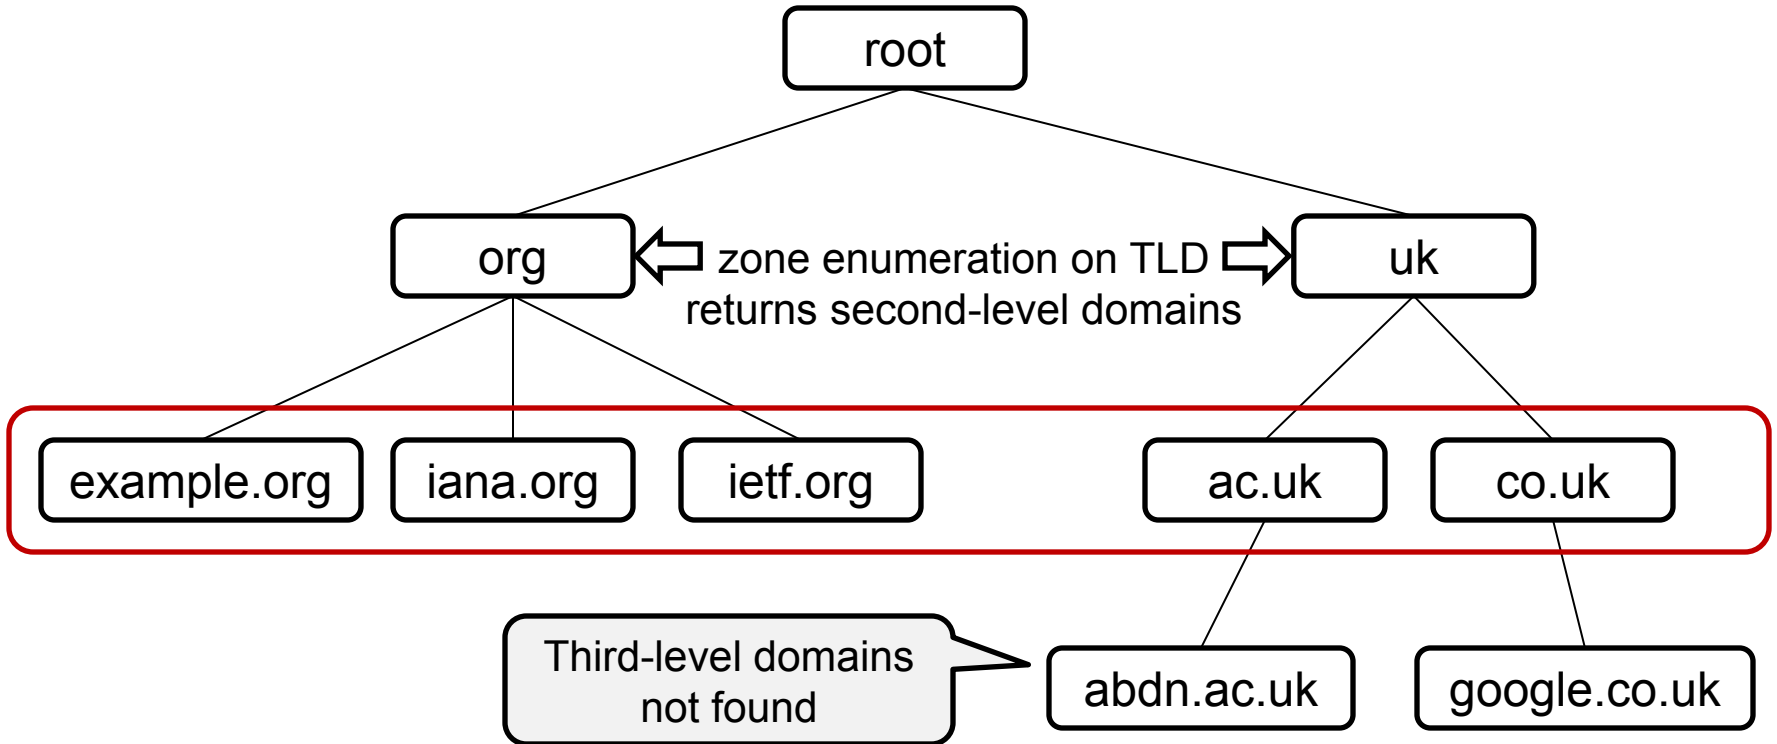 root
org
zone enumeration on TLD
returns second-level domains
uk
example.org
iana.org
ietf.org
ac.uk
co.uk
Third-level domains
not found
abdn.ac.uk
google.co.uk